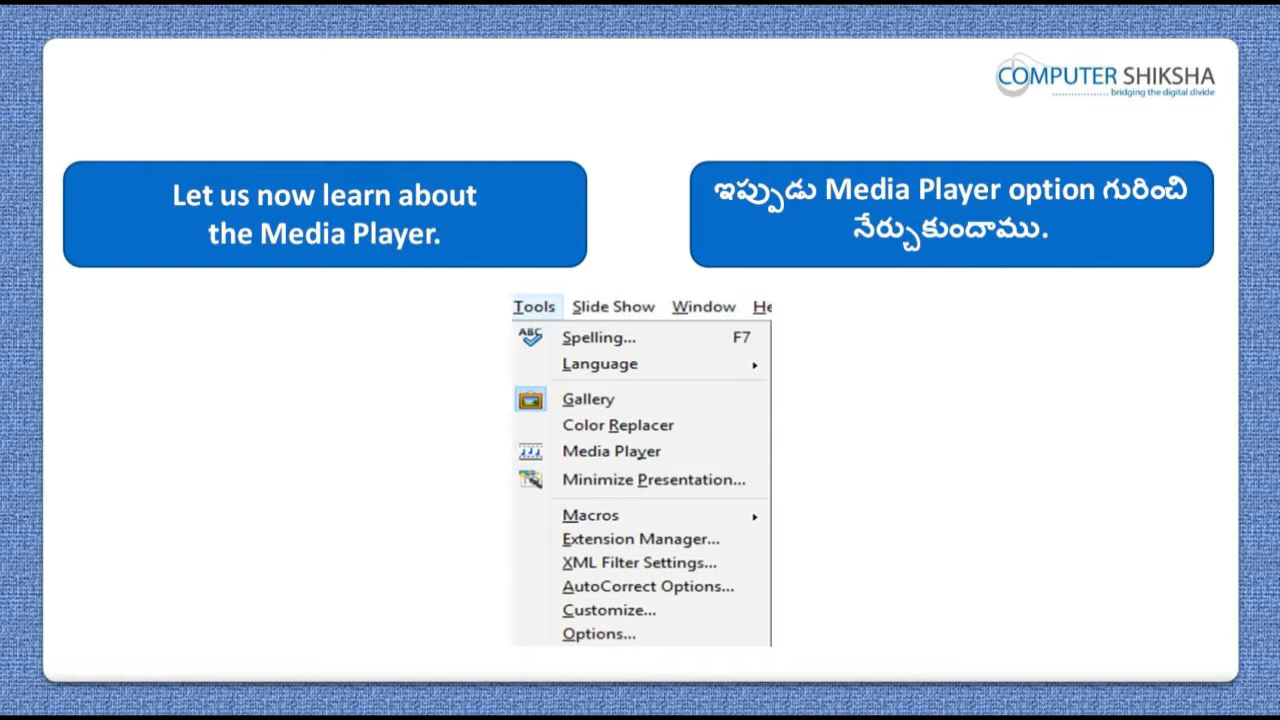 COMPUTER SHIKSHA
bridging the digital divide
Let us now learn about
the Media Player.
ఇప్పుడు Media Player option గురించి
నేర్చుకుందాము.
Tools Slide Show Window He
Spelling... F7
Language
Gallery
Color Replacer
Media Player
Minimize Presentation...
Macros
Extension Manager...
XML Filter Settings...
AutoCorrect Options...
Customize...
Options...